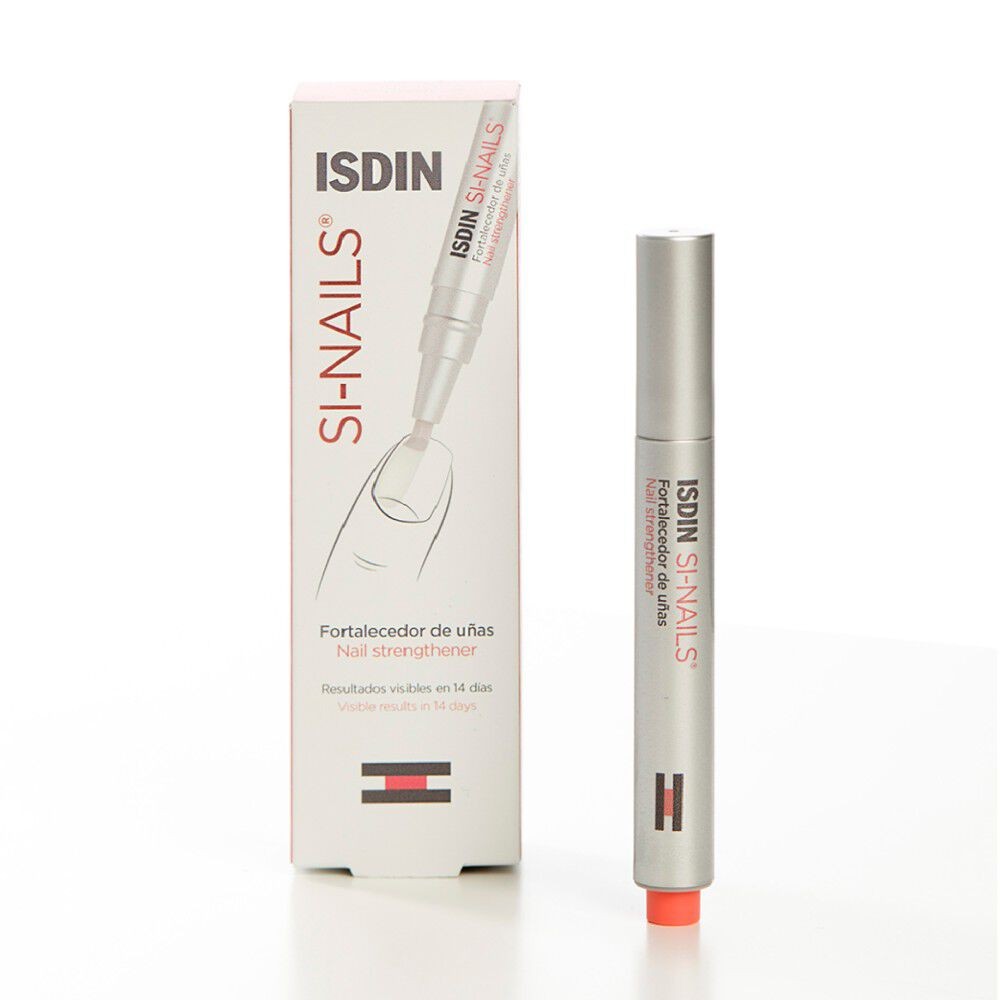 ISDIN
SI-NAILS®
ISDIN SI-NAILS®
Fortalecedor de uñas
Nail strengthener
Fortalecedor de uñas
Nail strengthener
Resultados visibles en 14 días
Visible results in 14 days
ISDIN SI-NAILS®
Fortalecedor de uñas
Nail strengthener